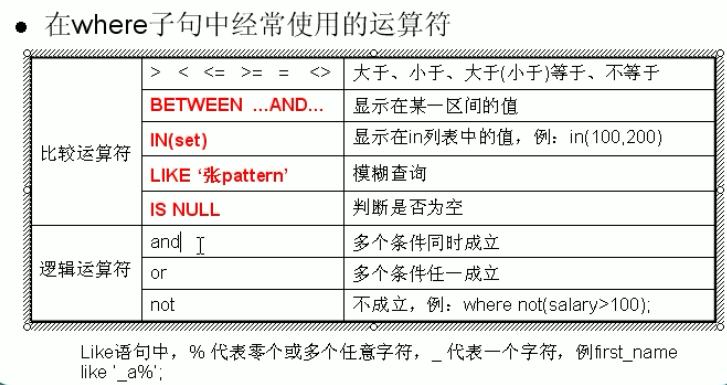 ● 在where子句中经常使用的运算符
比较运算符
> < <= >= = <> 大于、小于、大于(小于)等于、不等于
BETWEEN ...AND... 显示在某一区间的值
IN(set) 显示在in列表中的值，例：in(100,200)
LIKE ‘张pattern’ 模糊查询
IS NULL 判断是否为空
逻辑运算符
and 多个条件同时成立
or 多个条件任一成立
not 不成立，例：where not(salary>100);
Like语句中，% 代表零个或多个任意字符，_ 代表一个字符，例first_name
like '_a%';